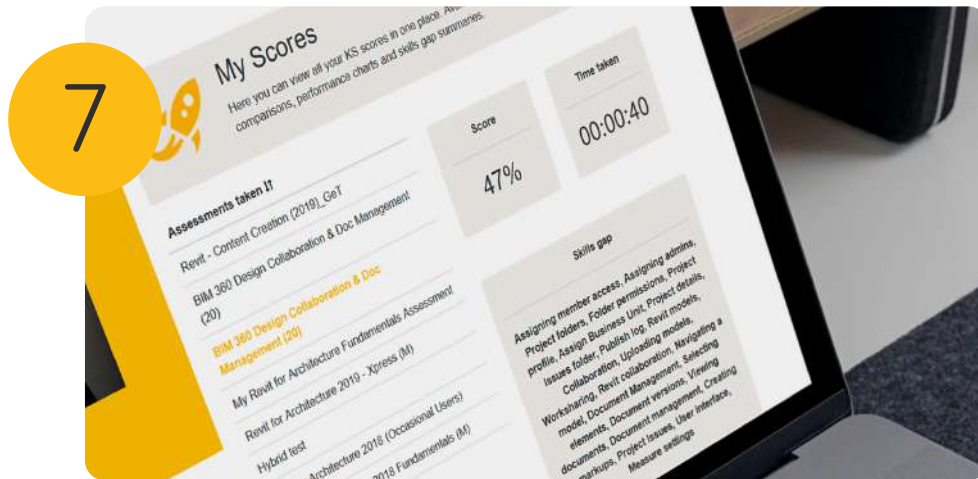 7
My Scores
Here you can view all your KS scores in one place.
comparisons, performance charts and skills gap summaries.
Assessments taken
Revit - Content Creation (2019)_GeT
BIM 360 Design Collaboration & Doc Management
(20)
BIM 360 Design Collaboration & Doc
Management (20)
My Revit for Architecture Fundamentals Assessment
Revit for Architecture 2019 - Xpress (M)
Hybrid test
Architecture 2018 (Occasional Users)
2018 Fundamentals (M)
Score
47%
Time taken
00:00:40
Skills gap
Assigning member access, Assigning admins,
Project folders, Folder permissions, Project
profile, Assign Business Unit, Project details,
Issues folder, Publish log, Revit models,
Collaboration, Uploading models,
Worksharing, Revit collaboration, Navigating a
model, Document Management, Selecting
elements, Document versions, Viewing
documents, Document management, Creating
markups, Project Issues, User interface,
Measure settings